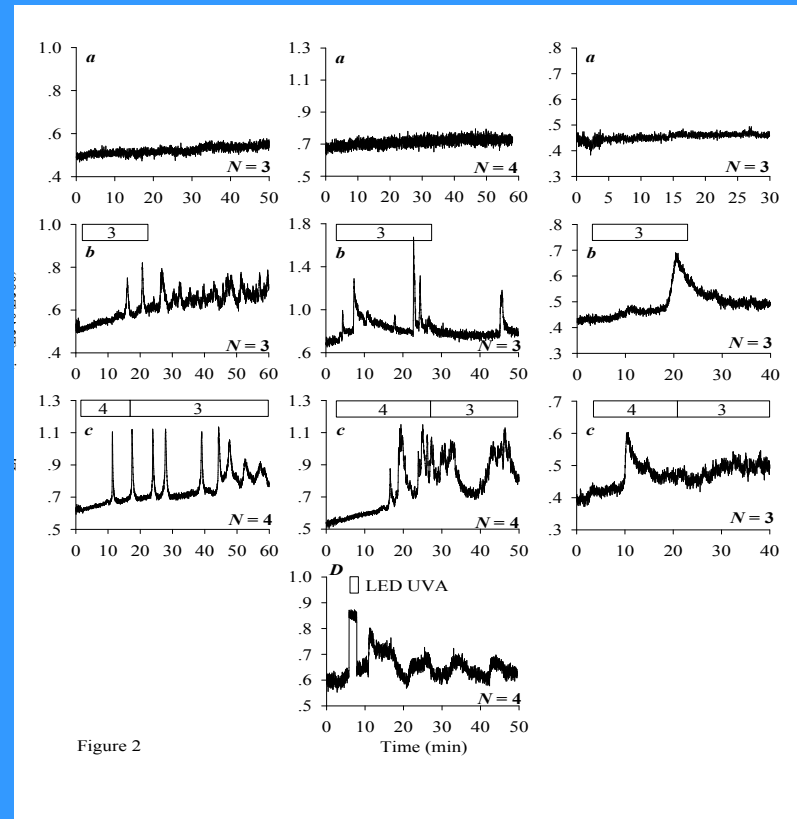 a
1.0
.8
.6
.4
N = 3
0 10 20 30 40 50
a
1.3
1.1
.9
.7
.5
N = 4
0 10 20 30 40 50 60
a
.8
.7
.6
.5
.4
.3
N = 3
0 5 10 15 20 25 30
3
b
1.0
.8
.6
.4
N = 3
0 10 20 30 40 50 60
3
b
1.8
1.4
1.0
.6
N = 3
0 10 20 30 40 50
3
b
.8
.7
.6
.5
.4
.3
N = 3
0 10 20 30 40
4 3
c
1.3
1.1
.9
.7
.5
N = 4
0 10 20 30 40 50 60
4 3
c
1.3
1.1
.9
.7
.5
N = 4
0 10 20 30 40 50
4 3
c
.7
.6
.5
.4
.3
N = 3
0 10 20 30 40
D
LED UVA
1.0
.9
.8
.7
.6
.5
N = 4
0 10 20 30 40 50
Time (min)
Figure 2